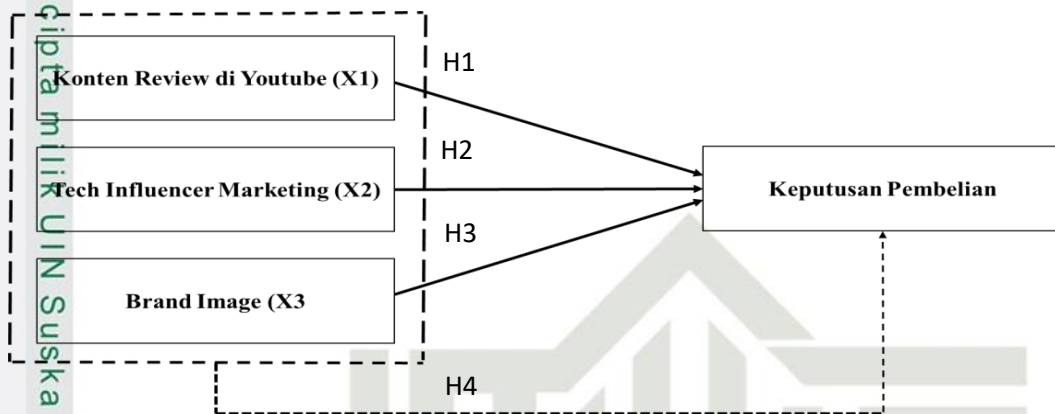 cipta milik UIN Suska
Konten Review di Youtube (X1)
H1
H2
Tech Influencer Marketing (X2)
Keputusan Pembelian
H3
Brand Image (X3
H4